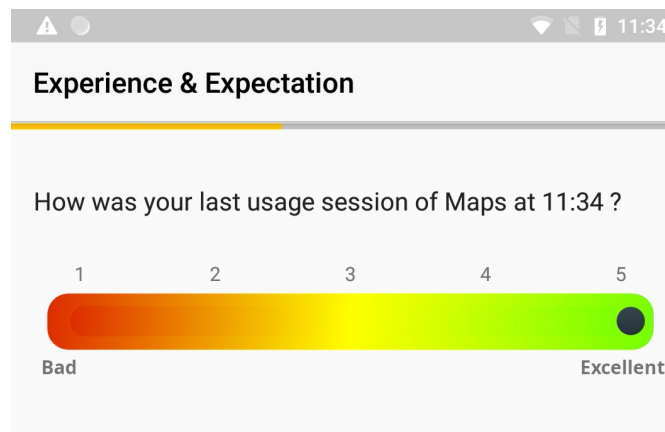 11:34
Experience & Expectation
How was your last usage session of Maps at 11:34 ?
1 2 3 4 5
Bad Excellent